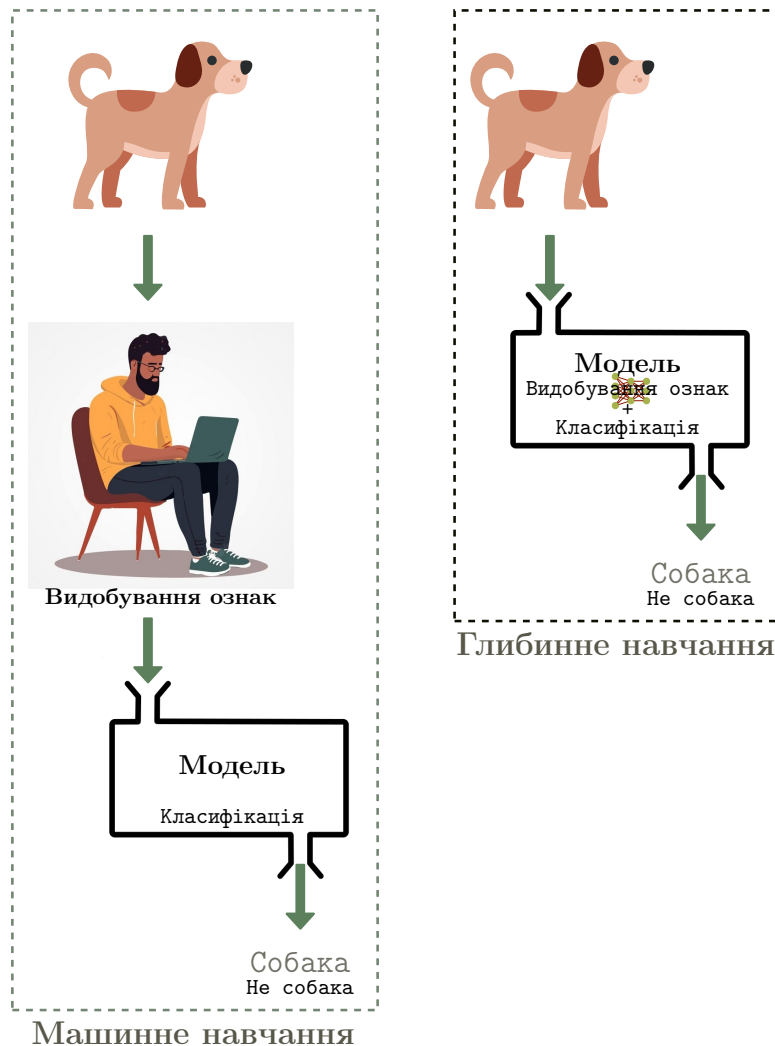 Видобування ознак
Модель
Класифікація
Собака
Не собака
Машинне навчання
Модель
Видобування ознак
+
Класифікація
Собака
Не собака
Глибинне навчання